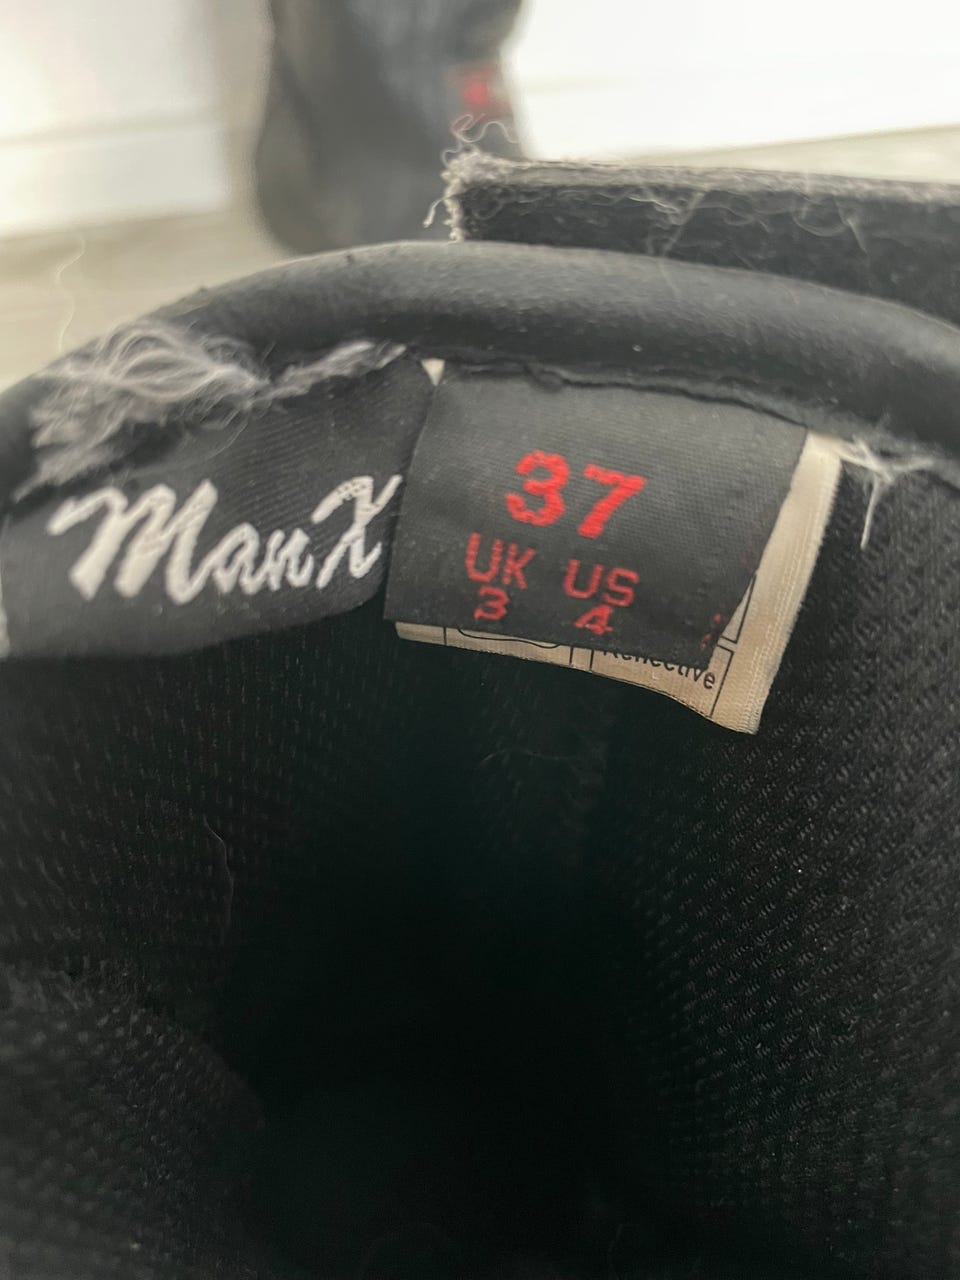 ManX
37
UK US
3 4
Reflective